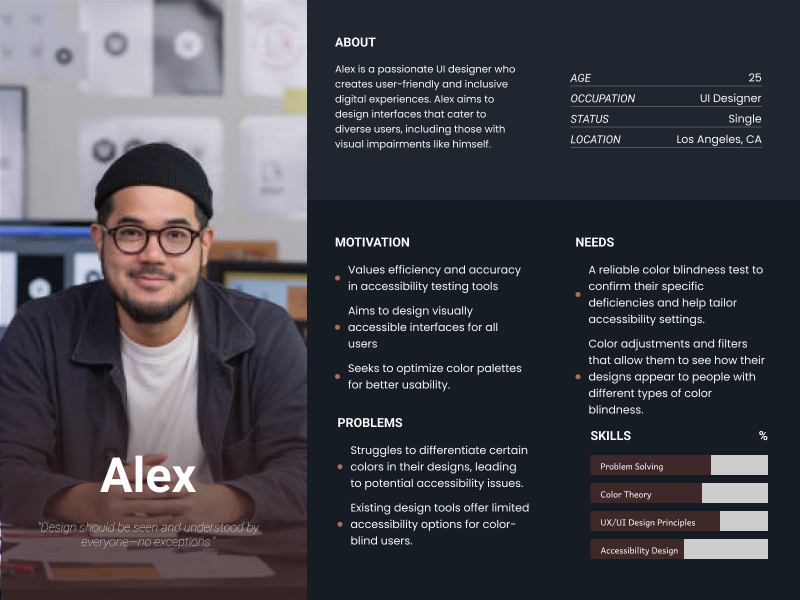 Alex
"Design should be seen and understood by
everyone—no exceptions."
ABOUT
Alex is a passionate UI designer who
creates user-friendly and inclusive
digital experiences. Alex aims to
design interfaces that cater to
diverse users, including those with
visual impairments like himself.
AGE 25
OCCUPATION UI Designer
STATUS Single
LOCATION Los Angeles, CA
MOTIVATION
Values efficiency and accuracy
in accessibility testing tools
Aims to design visually
accessible interfaces for all
users
Seeks to optimize color palettes
for better usability.
PROBLEMS
Struggles to differentiate certain
colors in their designs, leading
to potential accessibility issues.
Existing design tools offer limited
accessibility options for color-
blind users.
NEEDS
A reliable color blindness test to
confirm their specific
deficiencies and help tailor
accessibility settings.
Color adjustments and filters
that allow them to see how their
designs appear to people with
different types of color
blindness.
SKILLS %
Problem Solving
Color Theory
UX/UI Design Principles
Accessibility Design